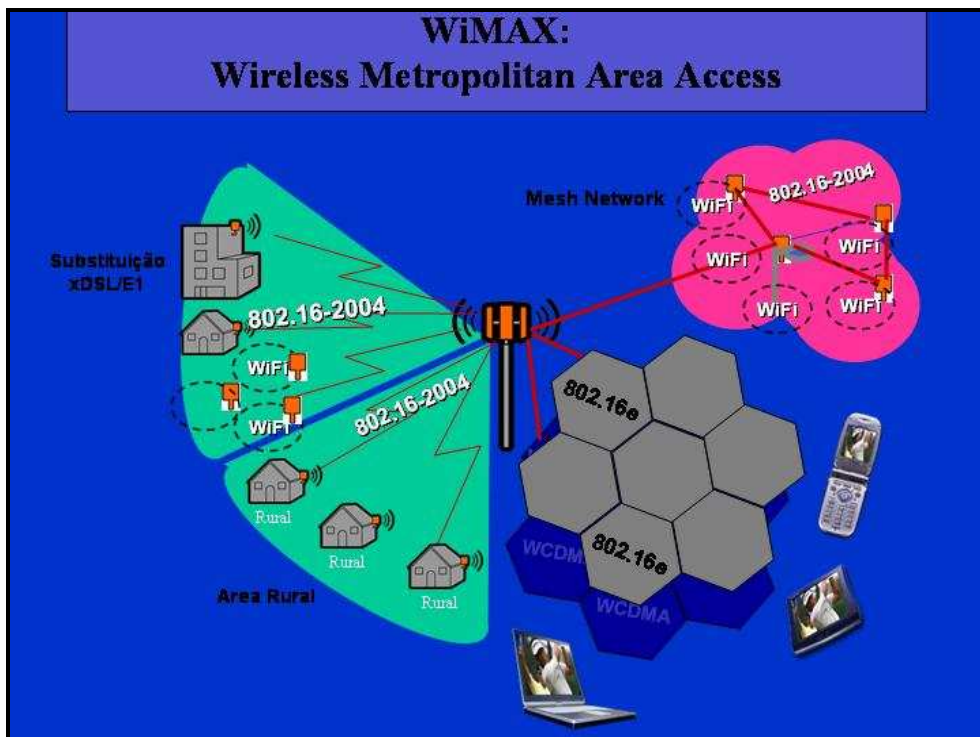 WiMAX:
Wireless Metropolitan Area Access
Mesh Network
802.16-2004
WiFi
WiFi
WiFi
WiFi
WiFi
Substituição
xDSL/E1
802.16-2004
WiFi
WiFi
802.16-2004
Rural
Rural
Rural
Area Rural
802.16e
802.16e
WCDMA
WCDMA